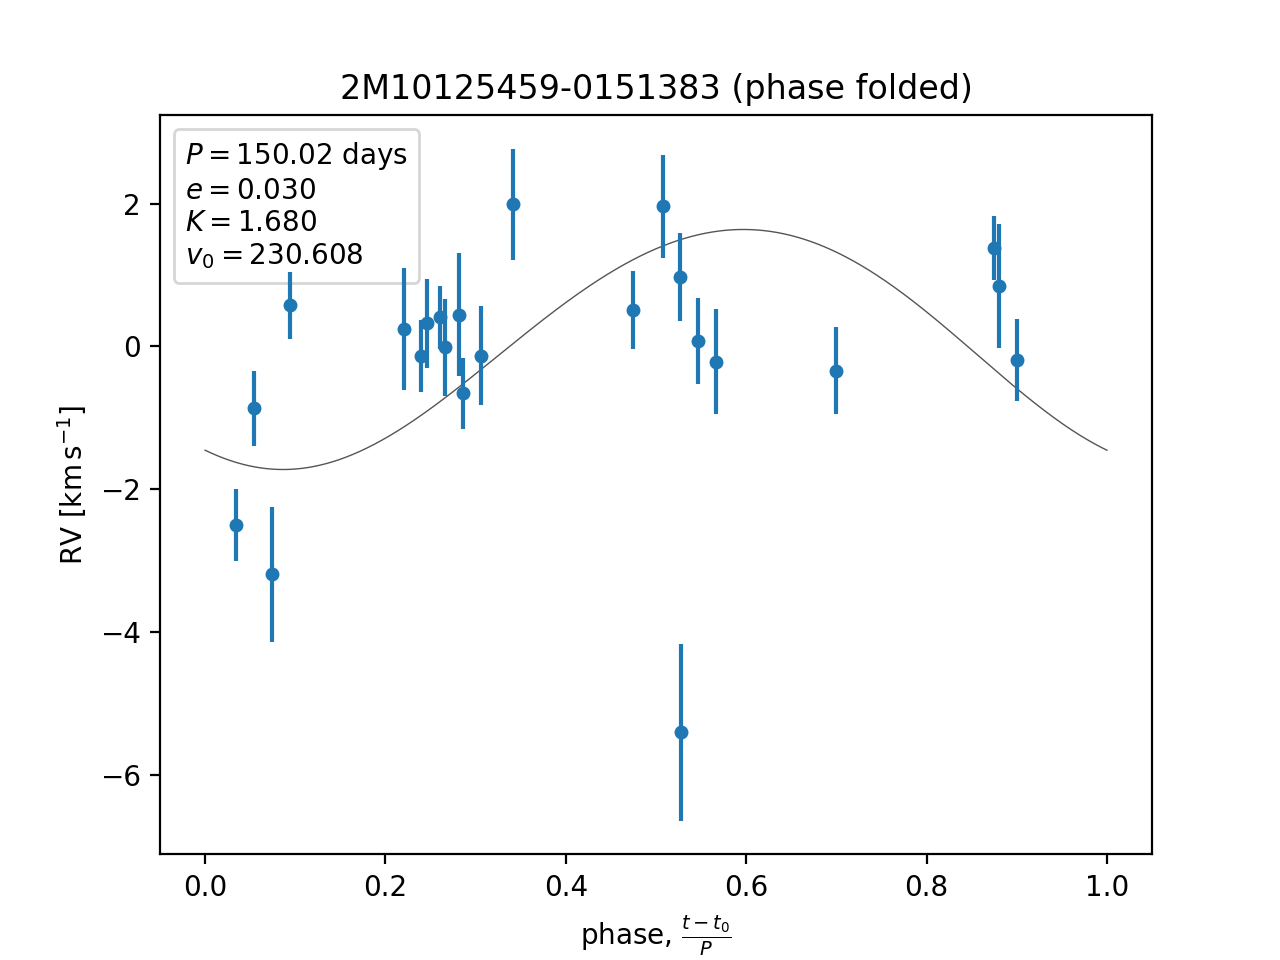 2M10125459-0151383 (phase folded)
P = 150.02 days
e = 0.030
K = 1.680
v₀ = 230.608
2
0
−2
−4
−6
RV [km s⁻¹]
0.0 0.2 0.4 0.6 0.8 1.0
phase, (t − t₀)/P